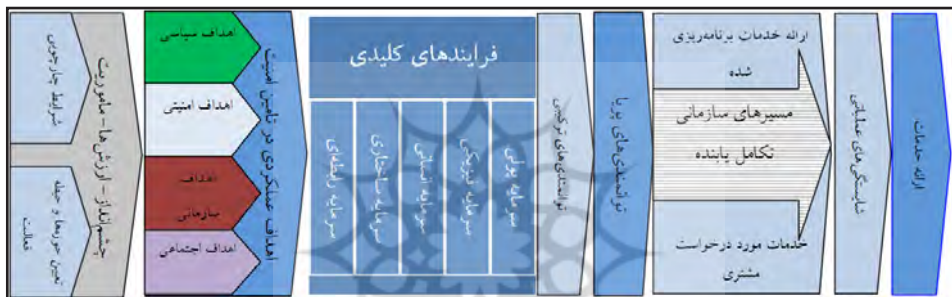 شرایط چارچوبی
تعیین حوزه‌ها و حیطه
فعالیت
چشم‌انداز - ارزش‌ها - ماموریت
اهداف سیاسی
اهداف امنیتی
اهداف
سازمانی
اهداف اجتماعی
اهداف عملکردی در تامین امنیت
فرایندهای کلیدی
سرمایه رابطه‌ای
سرمایه ساختاری
سرمایه انسانی
سرمایه فیزیکی
سرمایه پولی
توانمندی‌های ترکیبی
توانمندی‌های پویا
ارائه خدمات برنامه‌ریزی
شده
مسیرهای سازمانی
تکامل یابنده
خدمات مورد درخواست
مشتری
شایستگی‌های عملیاتی
ارائه خدمات